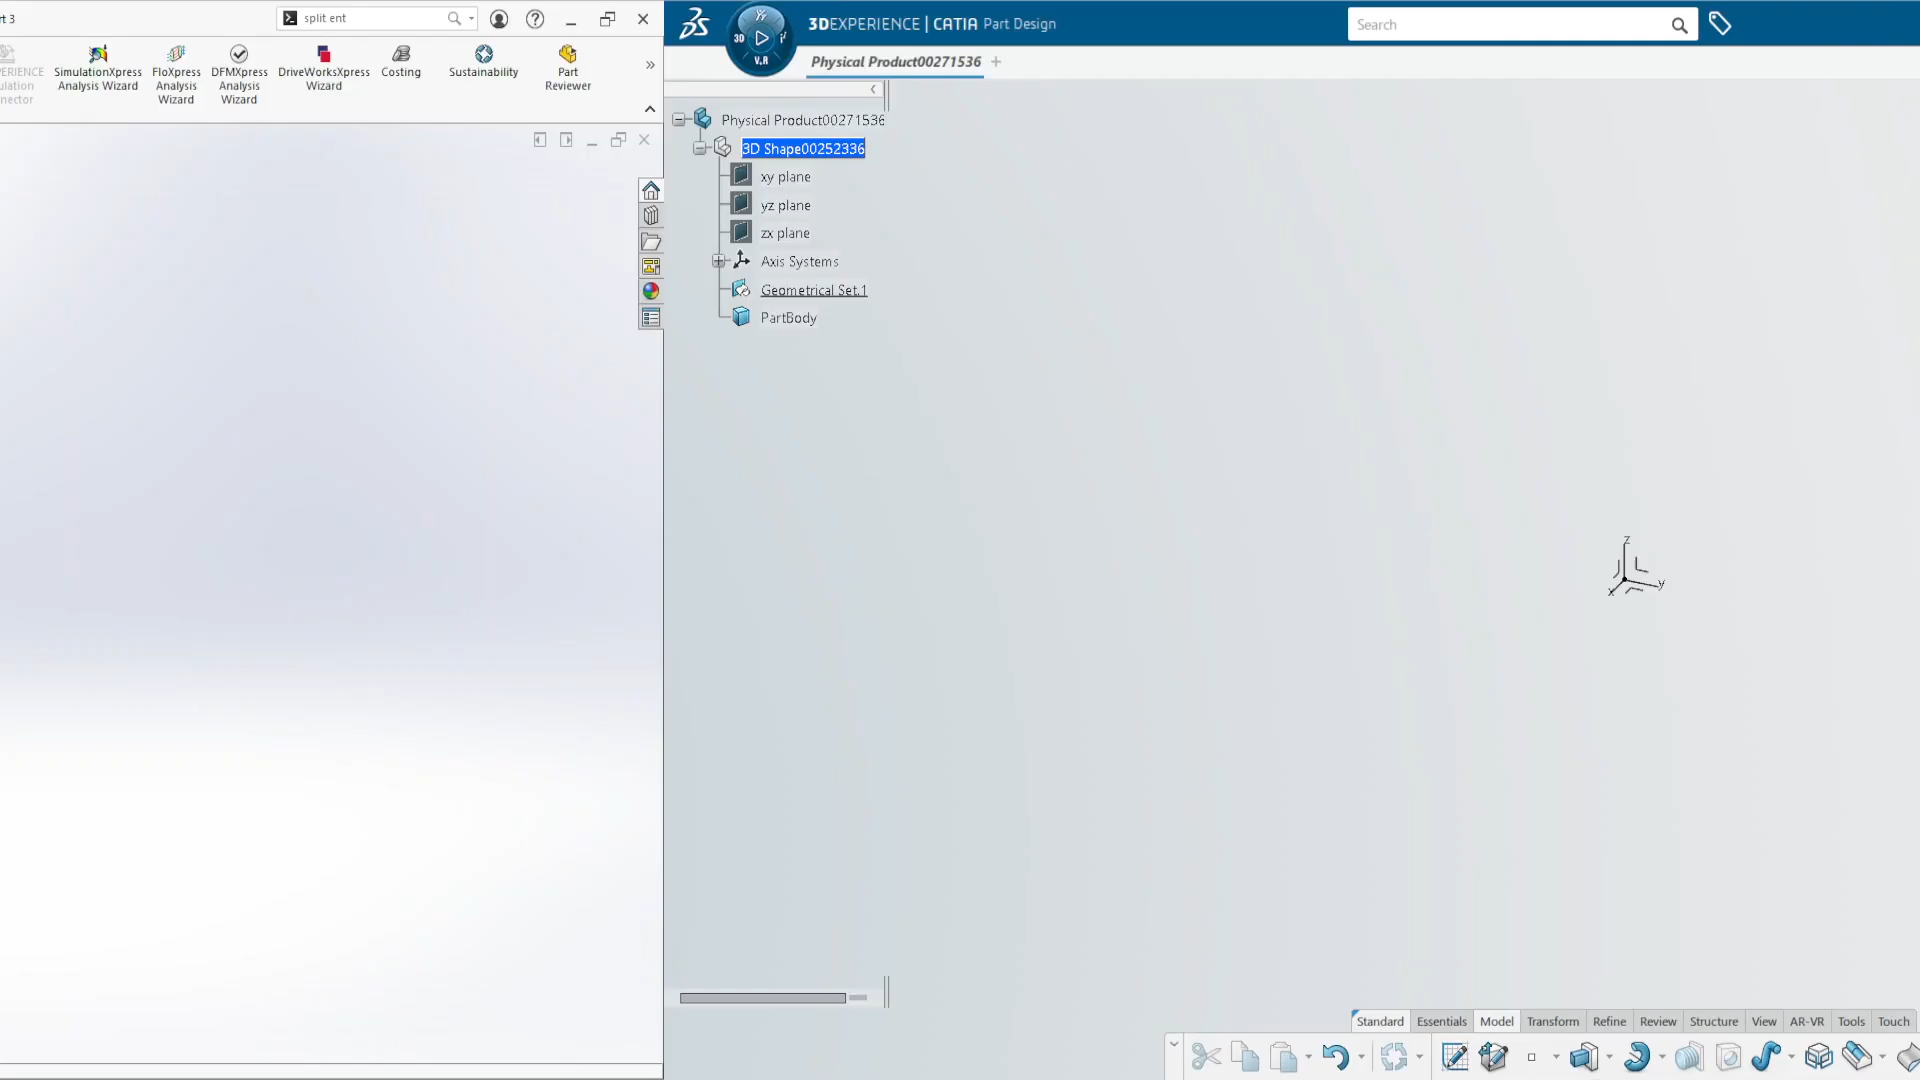 rt 3
split ent
ERIENCE
ulation
nector
SimulationXpress
Analysis Wizard
FloXpress
Analysis
Wizard
DFMXpress
Analysis
Wizard
DriveWorksXpress
Wizard
Costing
Sustainability
Part
Reviewer
3D
V.R
3DEXPERIENCE | CATIA Part Design
Search
Physical Product00271536
Physical Product00271536
3D Shape00252336
xy plane
yz plane
zx plane
Axis Systems
Geometrical Set.1
PartBody
z
y
x
Standard
Essentials
Model
Transform
Refine
Review
Structure
View
AR-VR
Tools
Touch